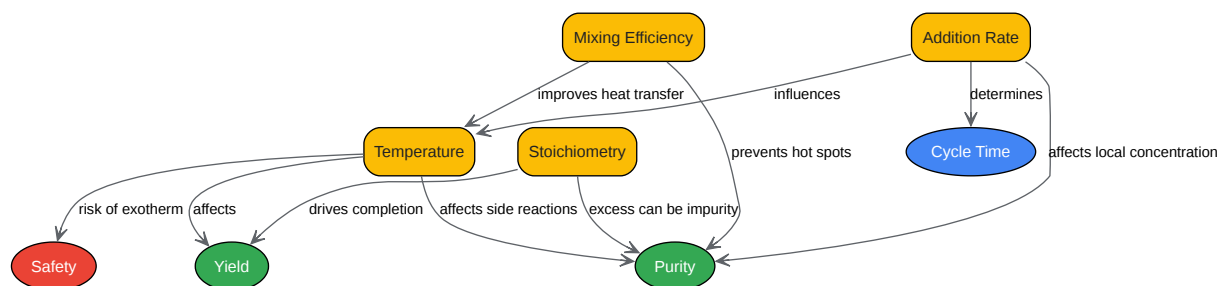 Mixing Efficiency
Addition Rate
improves heat transfer
influences
determines
Temperature
Stoichiometry
prevents hot spots
Cycle Time
affects local concentration
risk of exotherm
affects
drives completion
affects side reactions
excess can be impurity
Safety
Yield
Purity